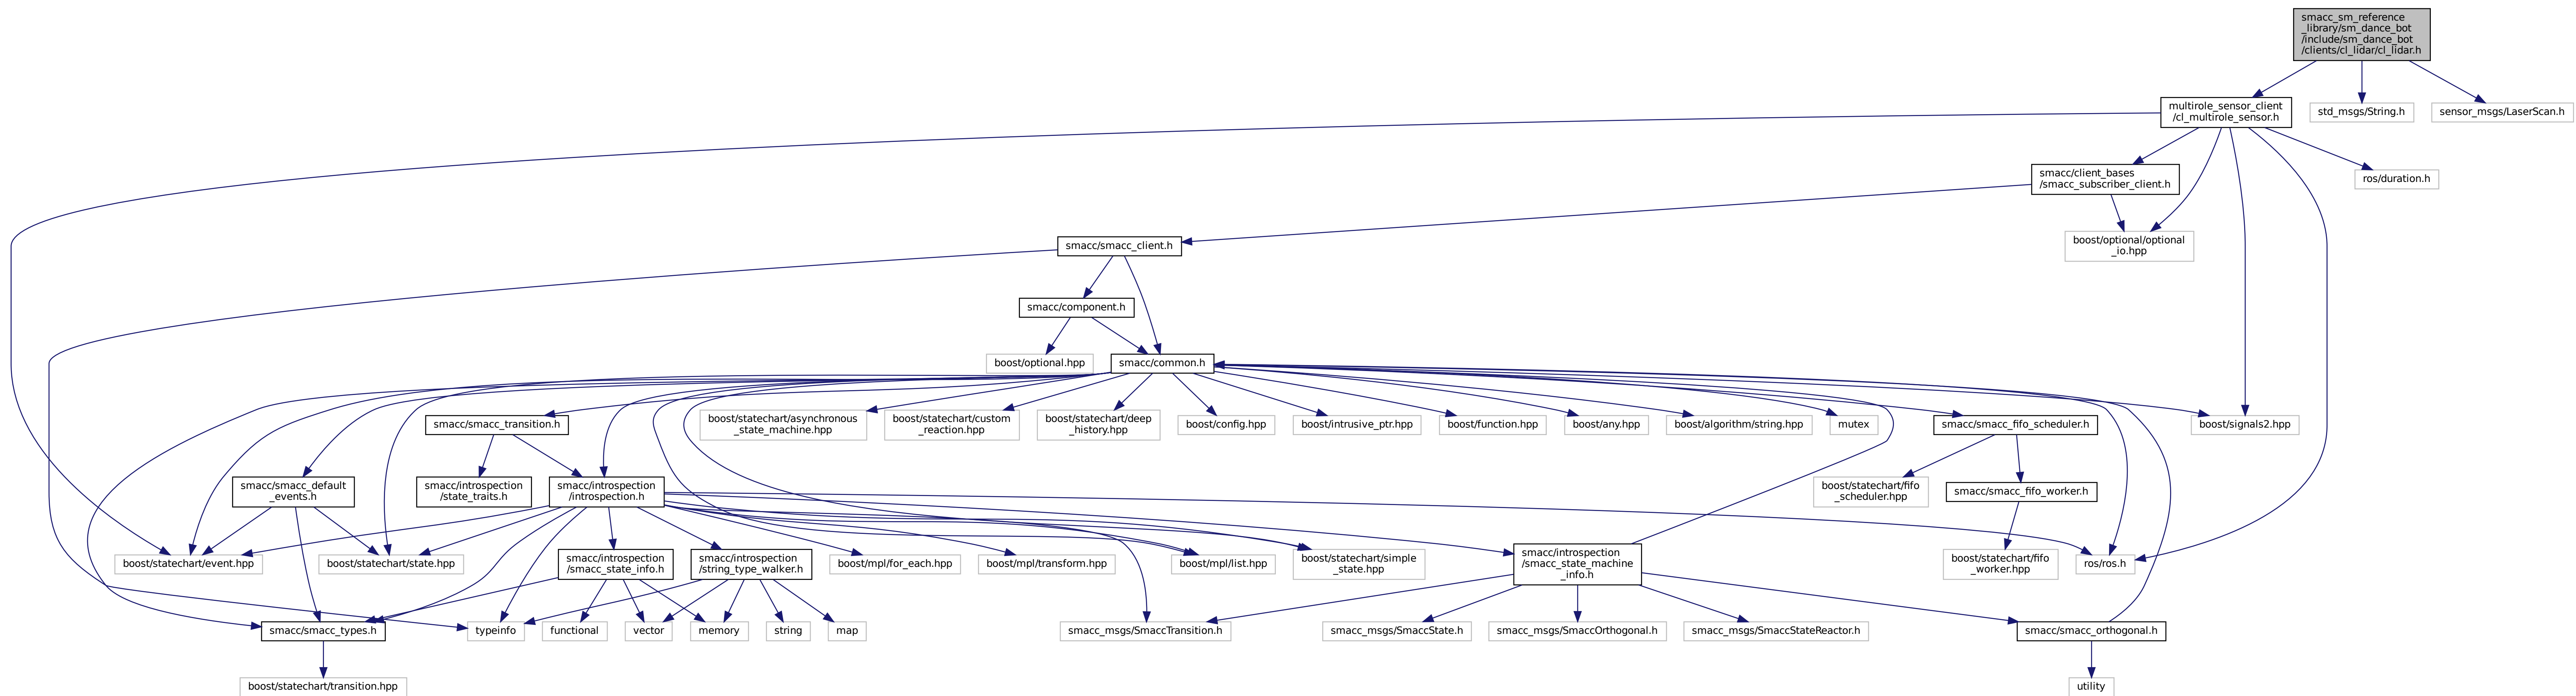 smacc_sm_reference
_library/sm_dance_bot
/include/sm_dance_bot
/clients/cl_lidar/cl_lidar.h
multirole_sensor_client
/cl_multirole_sensor.h
std_msgs/String.h
sensor_msgs/LaserScan.h
smacc/client_bases
/smacc_subscriber_client.h
ros/duration.h
smacc/smacc_client.h
boost/optional/optional
_io.hpp
smacc/component.h
boost/optional.hpp
smacc/common.h
smacc/smacc_transition.h
boost/statechart/asynchronous
_state_machine.hpp
boost/statechart/custom
_reaction.hpp
boost/statechart/deep
_history.hpp
boost/config.hpp
boost/intrusive_ptr.hpp
boost/function.hpp
boost/any.hpp
boost/algorithm/string.hpp
mutex
smacc/smacc_fifo_scheduler.h
boost/signals2.hpp
smacc/smacc_default
_events.h
smacc/introspection
/state_traits.h
smacc/introspection
/introspection.h
boost/statechart/fifo
_scheduler.hpp
smacc/smacc_fifo_worker.h
boost/statechart/event.hpp
boost/statechart/state.hpp
smacc/introspection
/smacc_state_info.h
smacc/introspection
/string_type_walker.h
boost/mpl/for_each.hpp
boost/mpl/transform.hpp
boost/mpl/list.hpp
boost/statechart/simple
_state.hpp
smacc/introspection
/smacc_state_machine
_info.h
boost/statechart/fifo
_worker.hpp
ros/ros.h
smacc/smacc_types.h
typeinfo
functional
vector
memory
string
map
smacc_msgs/SmaccTransition.h
smacc_msgs/SmaccState.h
smacc_msgs/SmaccOrthogonal.h
smacc_msgs/SmaccStateReactor.h
smacc/smacc_orthogonal.h
boost/statechart/transition.hpp
utility